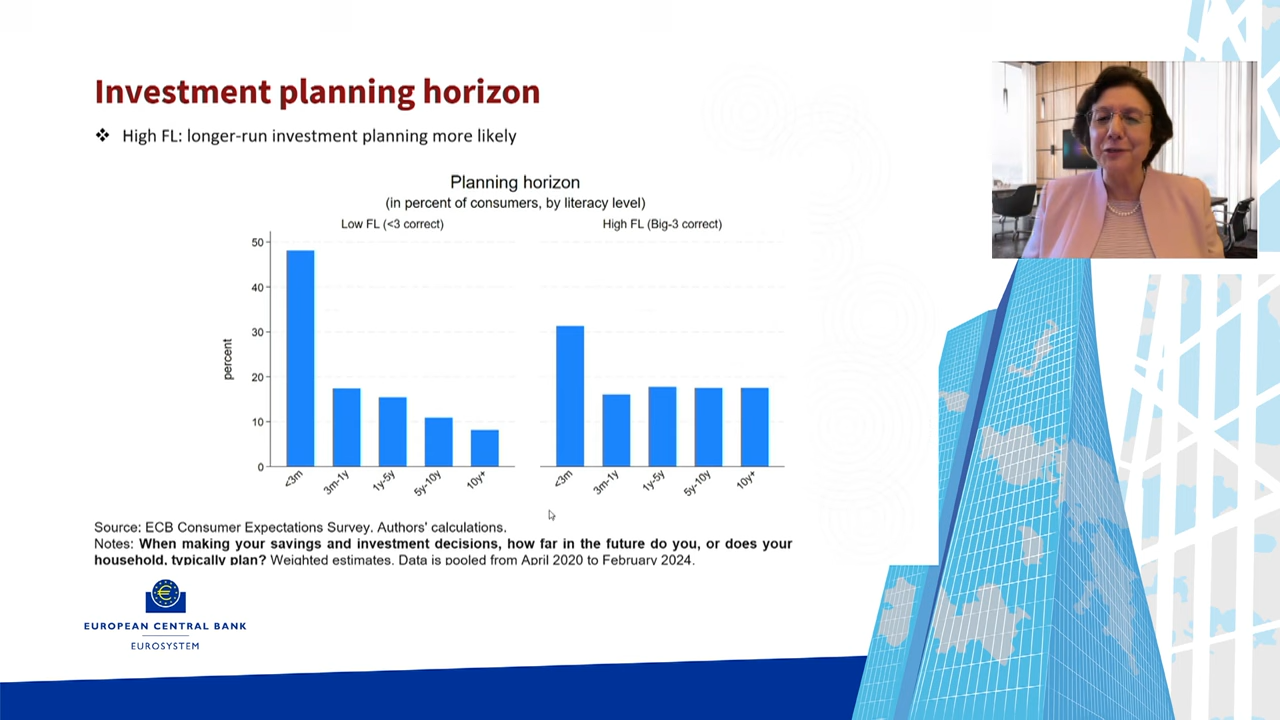 Investment planning horizon
❖ High FL: longer-run investment planning more likely
Planning horizon
(in percent of consumers, by literacy level)
Low FL (<3 correct)
High FL (Big-3 correct)
percent
50
40
30
20
10
0
<3m
3m-1y
1y-5y
5y-10y
10y+
<3m
3m-1y
1y-5y
5y-10y
10y+
Source: ECB Consumer Expectations Survey. Authors' calculations.
Notes: When making your savings and investment decisions, how far in the future do you, or does your
household, typically plan? Weighted estimates. Data is pooled from April 2020 to February 2024.
€
EUROPEAN CENTRAL BANK
EUROSYSTEM